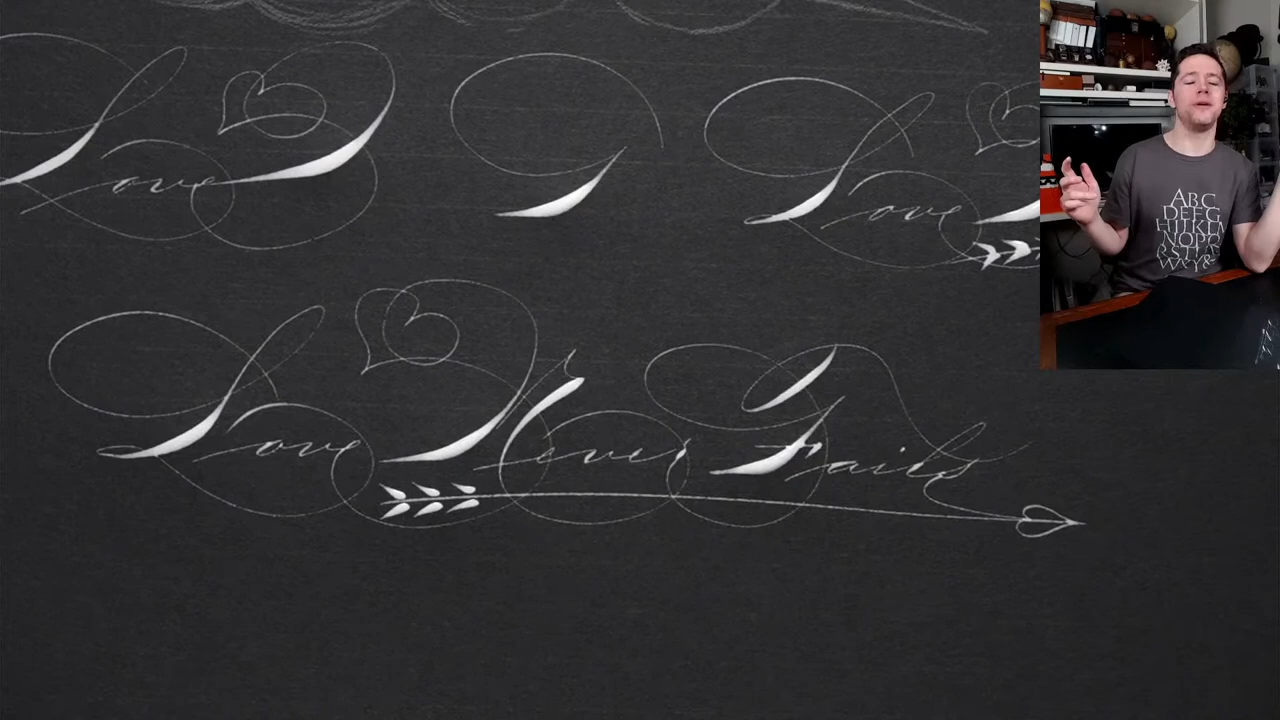 Love
Love
Love Never Fails
ABC
DEFG
HIJKLM
NOPQ
RSTUV
WXYZ